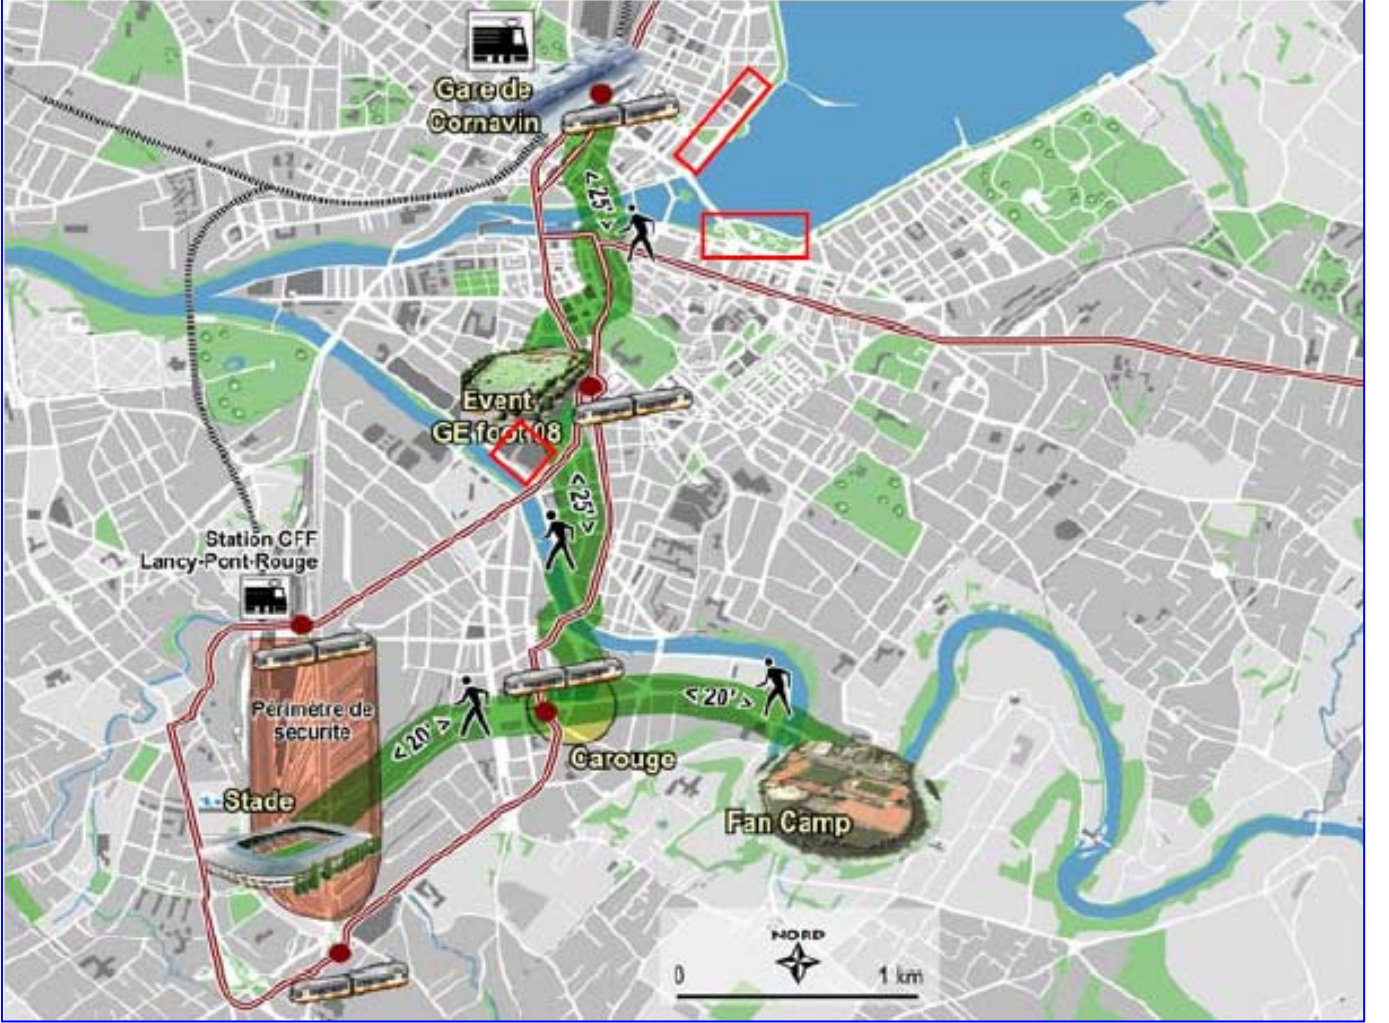 Gare de
Cornavin
< 25' >
Event
GE foot 08
< 25' >
Station CFF
Lancy-Pont-Rouge
Périmètre de
sécurité
< 20' >
< 20' >
Carouge
Stade
Fan Camp
NORD
0 1 km